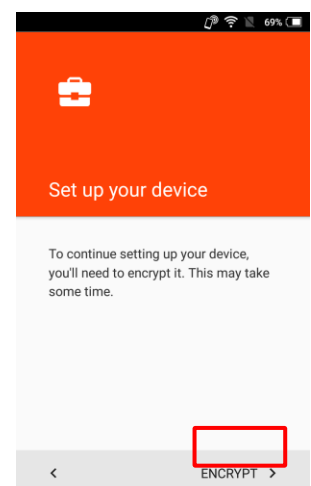 69%
Set up your device
To continue setting up your device,
you'll need to encrypt it. This may take
some time.
ENCRYPT